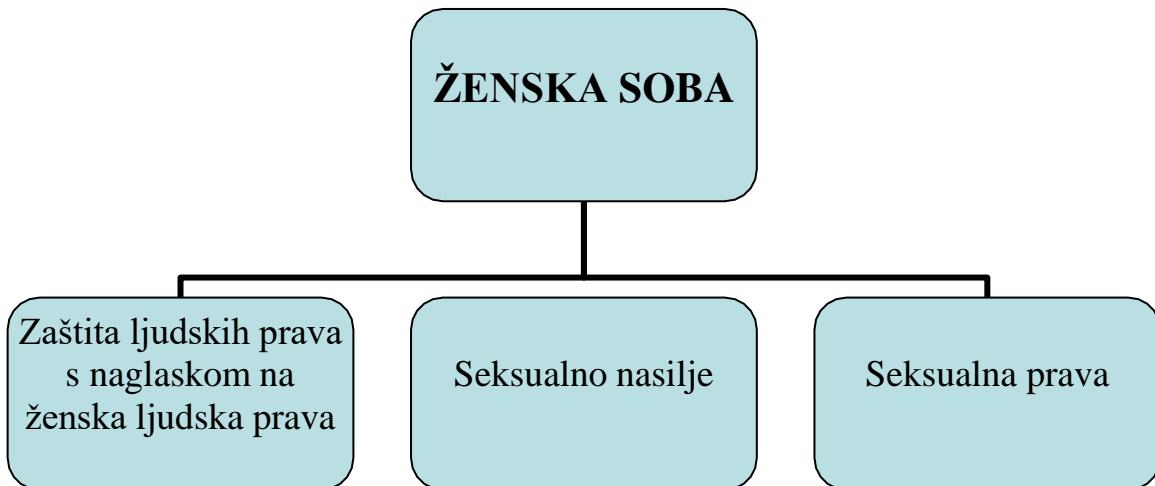 ŽENSKA SOBA
Zaštita ljudskih prava
s naglaskom na
ženska ljudska prava
Seksualno nasilje
Seksualna prava